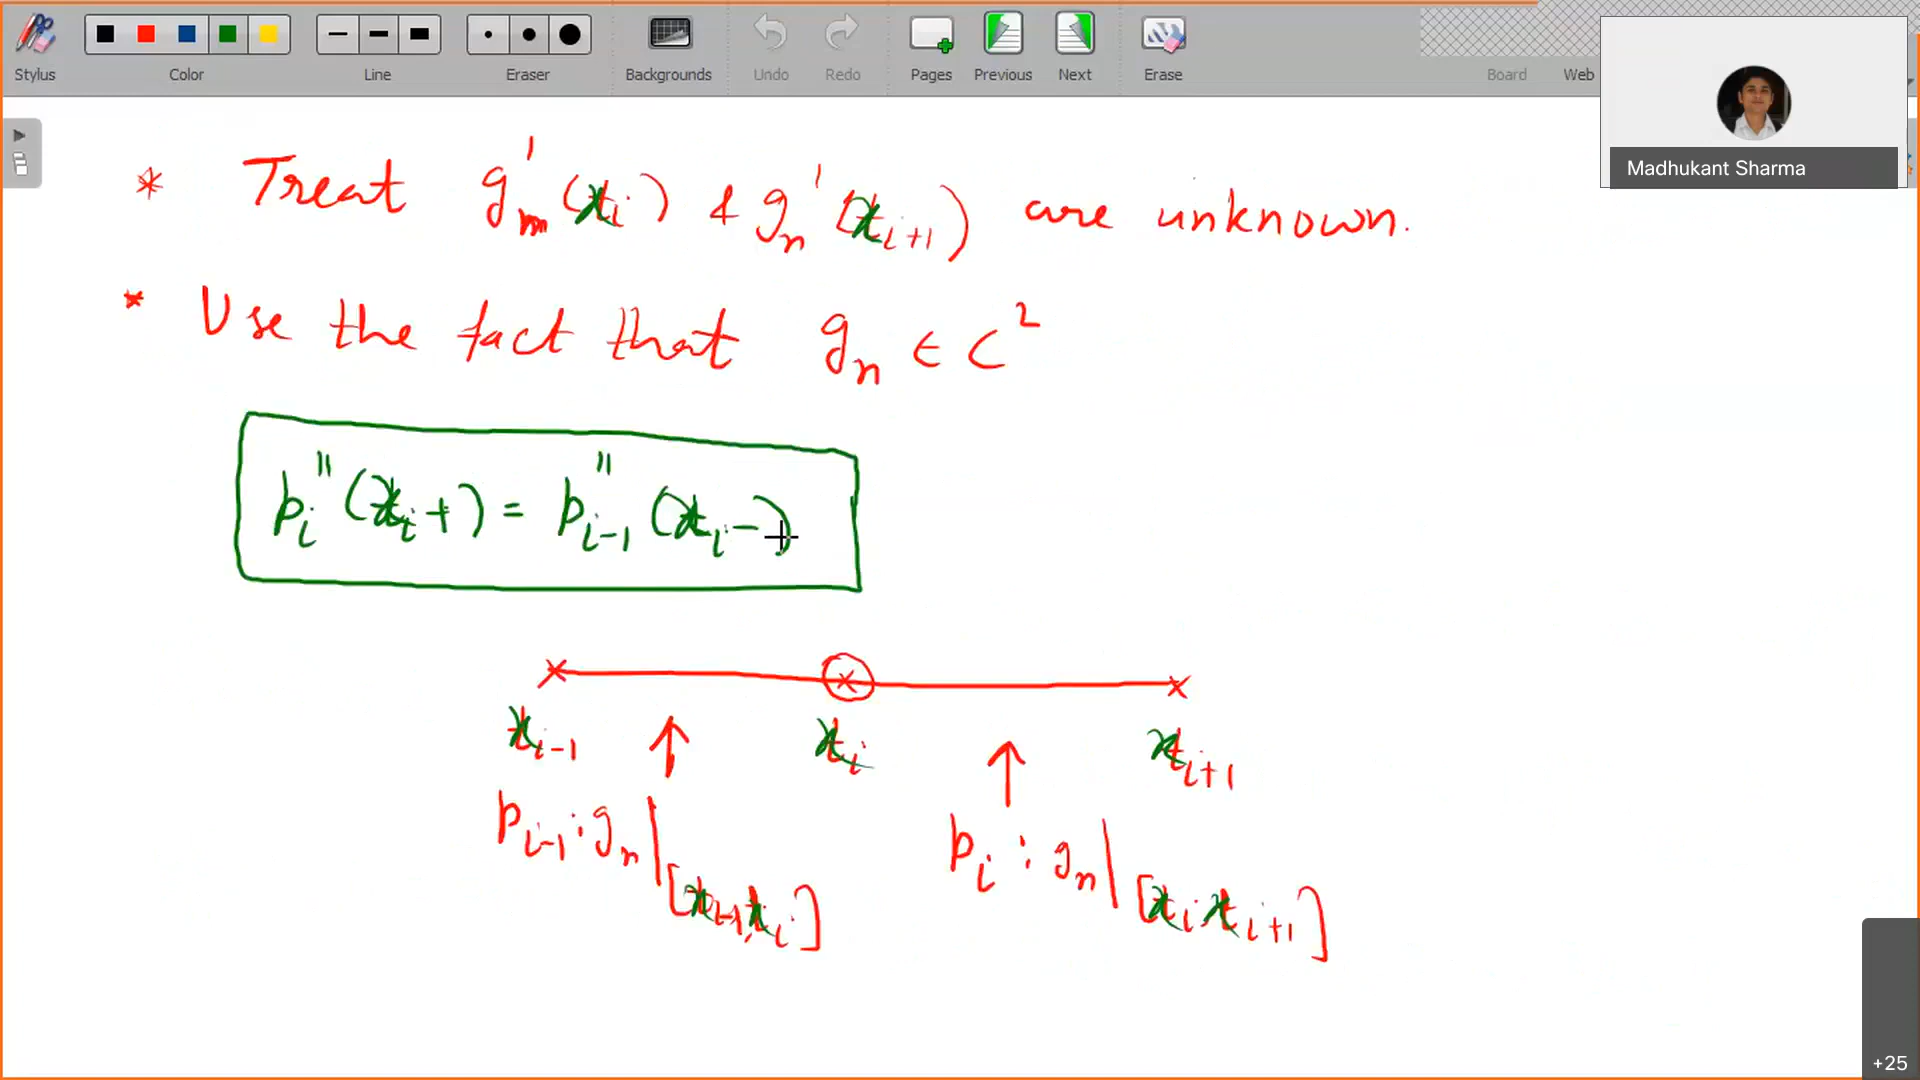 Stylus Color Line Eraser Backgrounds Undo Redo Pages Previous Next Erase Board Web
Madhukant Sharma
* Treat g'n(xi) & gn'(xi+1) are unknown.
* Use the fact that gn ∈ C²
pi''(xi+) = p''i-1(xi-)
xi-1 xi xi+1
pi-1 : gn|[xi-1, xi] pi : gn|[xi, xi+1]
+25